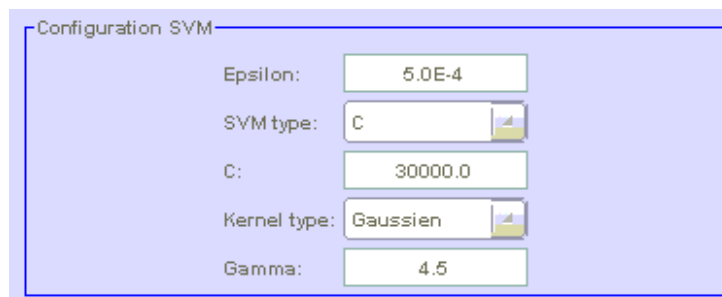 Configuration SVM
Epsilon: 5.0E-4
SVM type: C
C: 30000.0
Kernel type: Gaussien
Gamma: 4.5